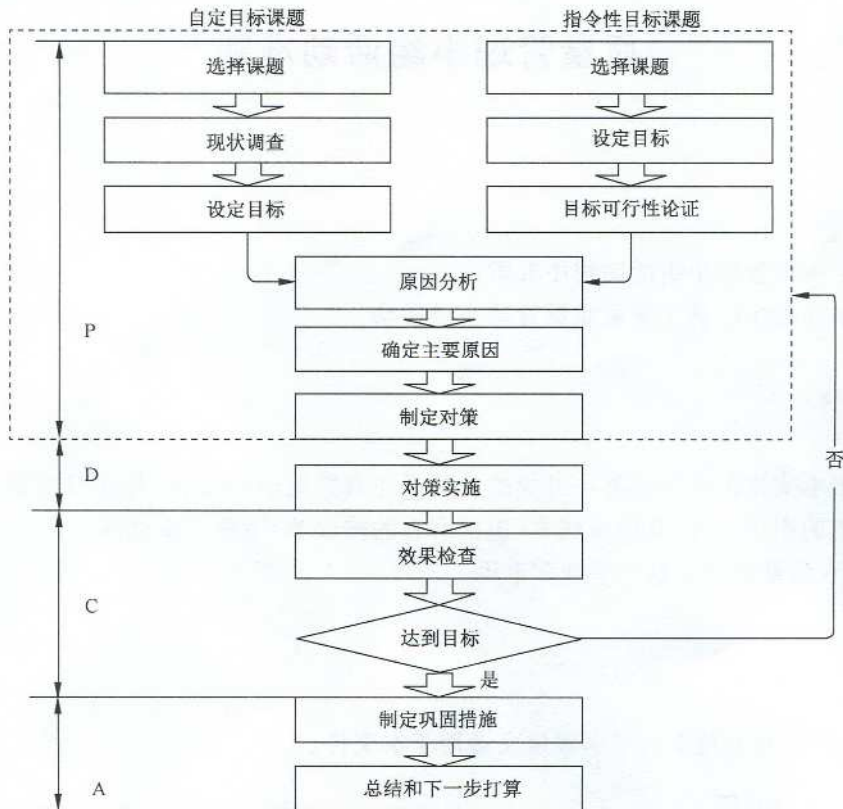 自定目标课题 指令性目标课题
选择课题 选择课题
现状调查 设定目标
设定目标 目标可行性论证
原因分析
P
确定主要原因
制定对策
否
D
对策实施
效果检查
C
达到目标
是
制定巩固措施
A
总结和下一步打算